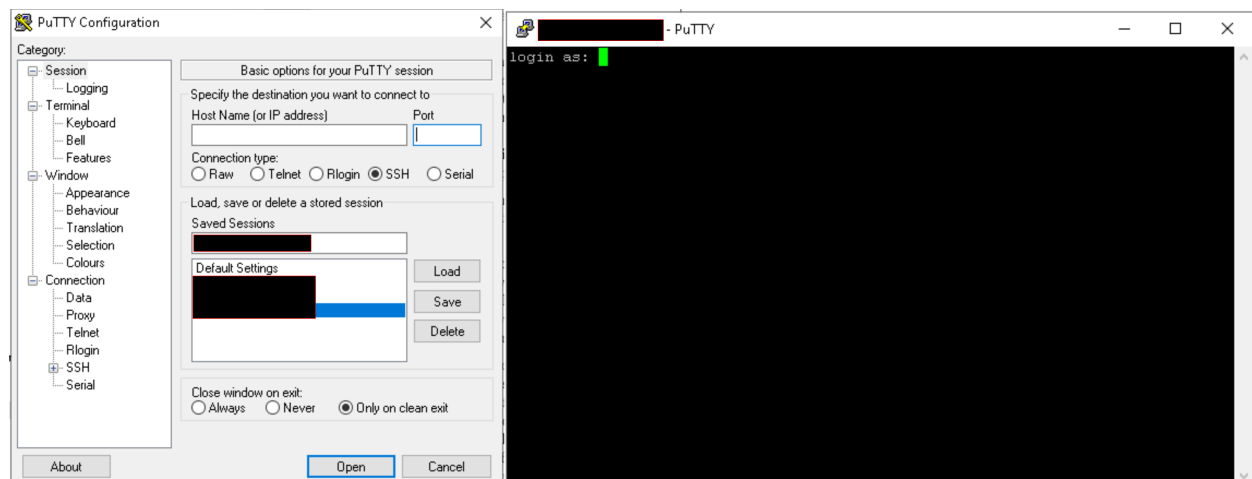 PuTTY Configuration
Category:
Session
Logging
Terminal
Keyboard
Bell
Features
Window
Appearance
Behaviour
Translation
Selection
Colours
Connection
Data
Proxy
Telnet
Rlogin
SSH
Serial
Basic options for your PuTTY session
Specify the destination you want to connect to
Host Name (or IP address) Port
Connection type:
Raw Telnet Rlogin SSH Serial
Load, save or delete a stored session
Saved Sessions
Default Settings
Load
Save
Delete
Close window on exit:
Always Never Only on clean exit
About Open Cancel
- PuTTY
login as: